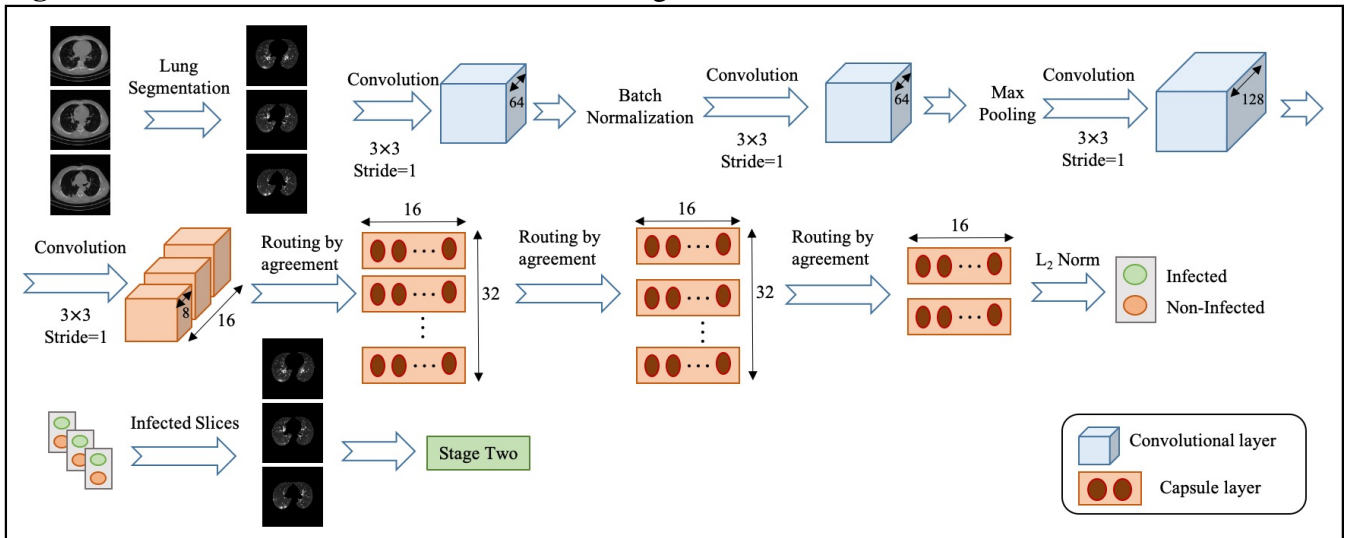 Lung
Segmentation
Convolution
3×3
Stride=1
64
Batch
Normalization
Convolution
3×3
Stride=1
64
Max
Pooling
Convolution
3×3
Stride=1
128
Convolution
3×3
Stride=1
8
16
Routing by
agreement
16
32
Routing by
agreement
16
32
Routing by
agreement
16
L₂ Norm
Infected
Non-Infected
Infected Slices
Stage Two
Convolutional layer
Capsule layer